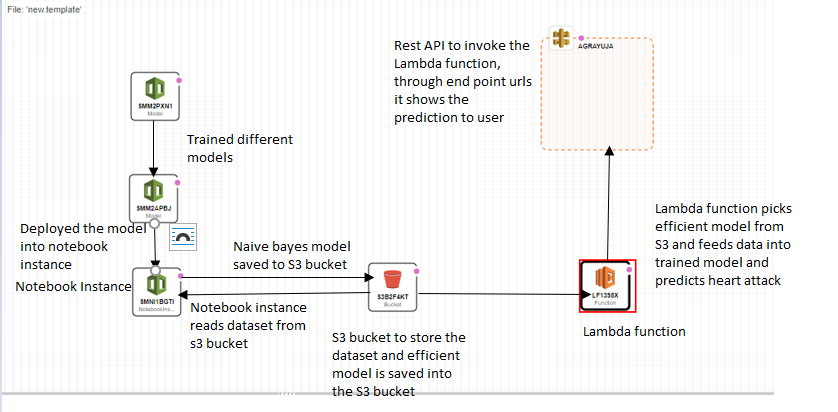 File: 'new.template'
Rest API to invoke the
Lambda function,
through end point urls
it shows the
prediction to user
AGRAYUJA
SMM2PXN1
Model
Trained different
models
SMM2APBJ
Model
Deployed the model
into notebook
instance
Notebook Instance
SMNI1BGTI
NotebookIns...
Naive bayes model
saved to S3 bucket
Notebook instance
reads dataset from
s3 bucket
S3B2F4KT
Bucket
S3 bucket to store the
dataset and efficient
model is saved into
the S3 bucket
Lambda function picks
efficient model from
S3 and feeds data into
trained model and
predicts heart attack
LF1398X
Function
Lambda function